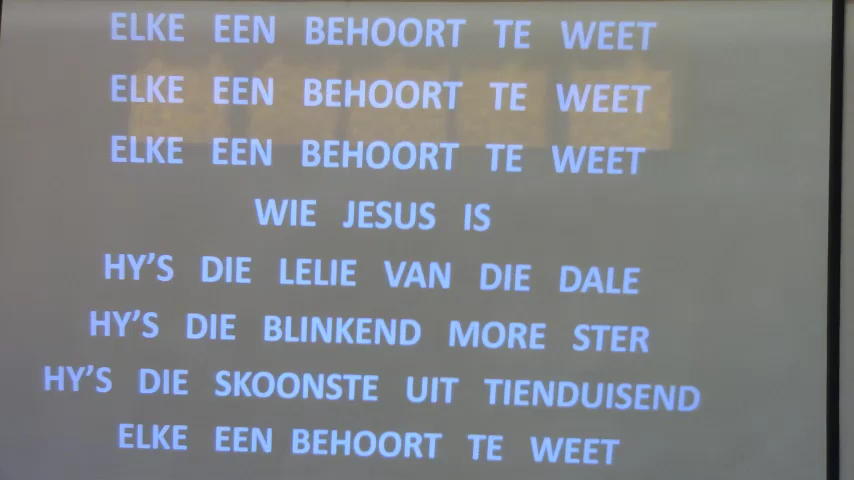 ELKE EEN BEHOORT TE WEET
ELKE EEN BEHOORT TE WEET
ELKE EEN BEHOORT TE WEET
WIE JESUS IS
HY’S DIE LELIE VAN DIE DALE
HY’S DIE BLINKEND MORE STER
HY’S DIE SKOONSTE UIT TIENDUISEND
ELKE EEN BEHOORT TE WEET